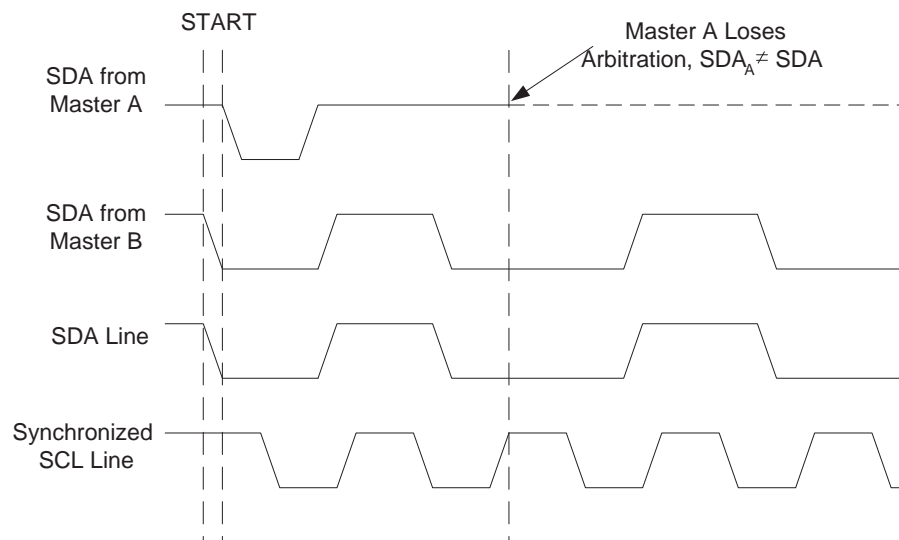 START
Master A Loses
Arbitration, SDA_A ≠ SDA
SDA from
Master A
SDA from
Master B
SDA Line
Synchronized
SCL Line